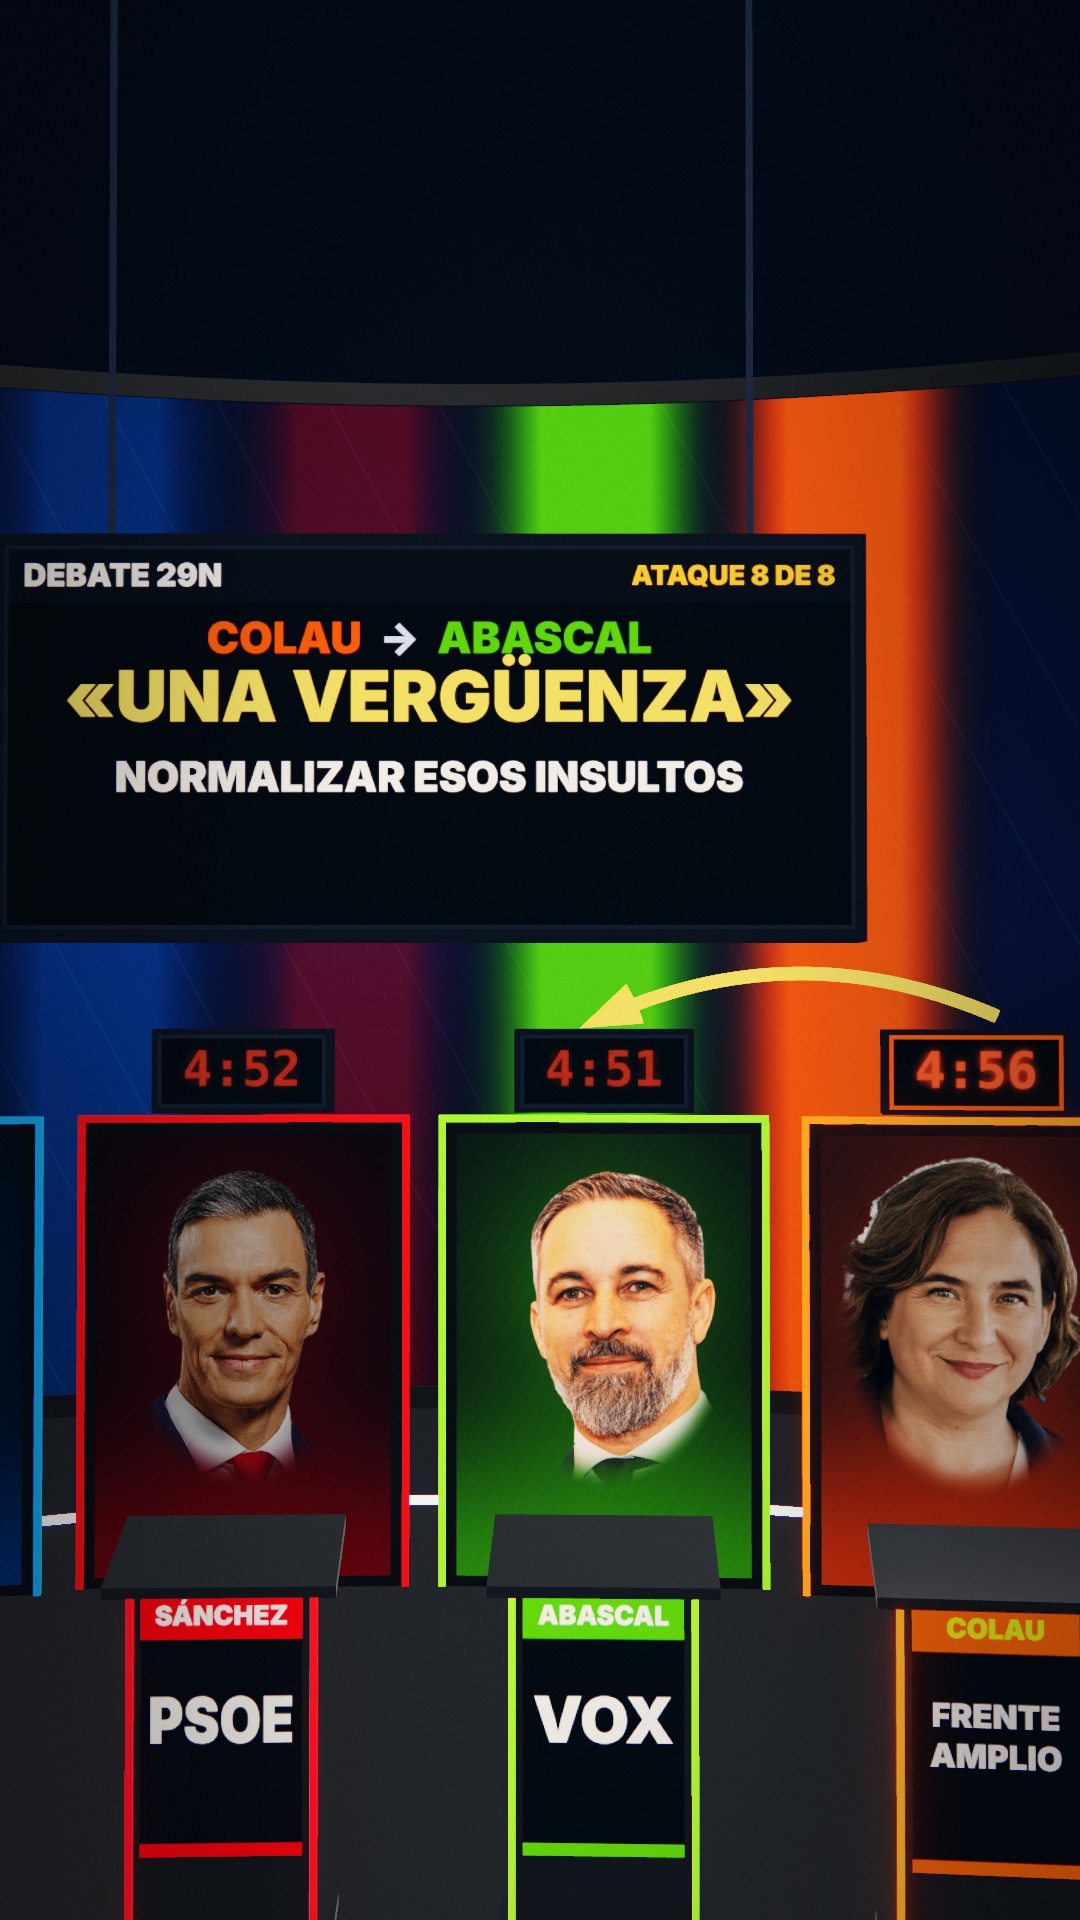 DEBATE 29N
ATAQUE 8 DE 8
COLAU → ABASCAL
«UNA VERGÜENZA»
NORMALIZAR ESOS INSULTOS
4:52
4:51
4:56
SÁNCHEZ
PSOE
ABASCAL
VOX
COLAU
FRENTE
AMPLIO